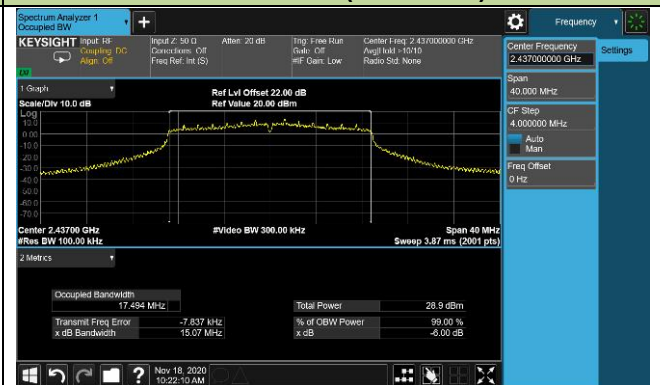 Spectrum Analyzer 1
Occupied BW
Frequency
KEYSIGHT
Input: RF
Coupling: DC
Align: Off
Input Z: 50 Ω
Corrections: Off
Freq Ref: Int (S)
Atten: 20 dB
Trig: Free Run
Gate: Off
#IF Gain: Low
Center Freq: 2.437000000 GHz
Avg|Hold: >10/10
Radio Std: None
Center Frequency
2.437000000 GHz
Settings
Span
40.000 MHz
CF Step
4.000000 MHz
Auto
Man
Freq Offset
0 Hz
1 Graph
Scale/Div 10.0 dB
Ref Lvl Offset 22.00 dB
Ref Value 20.00 dBm
Log
10.0
0.00
-10.0
-20.0
-30.0
-40.0
-50.0
-60.0
-70.0
Center 2.43700 GHz
#Video BW 300.00 kHz
Span 40 MHz
#Res BW 100.00 kHz
Sweep 3.87 ms (2001 pts)
2 Metrics
Occupied Bandwidth
17.494 MHz
Total Power
28.9 dBm
Transmit Freq Error
-7.837 kHz
% of OBW Power
99.00 %
x dB Bandwidth
15.07 MHz
x dB
-6.00 dB
?
Nov 18, 2020
10:22:10 AM